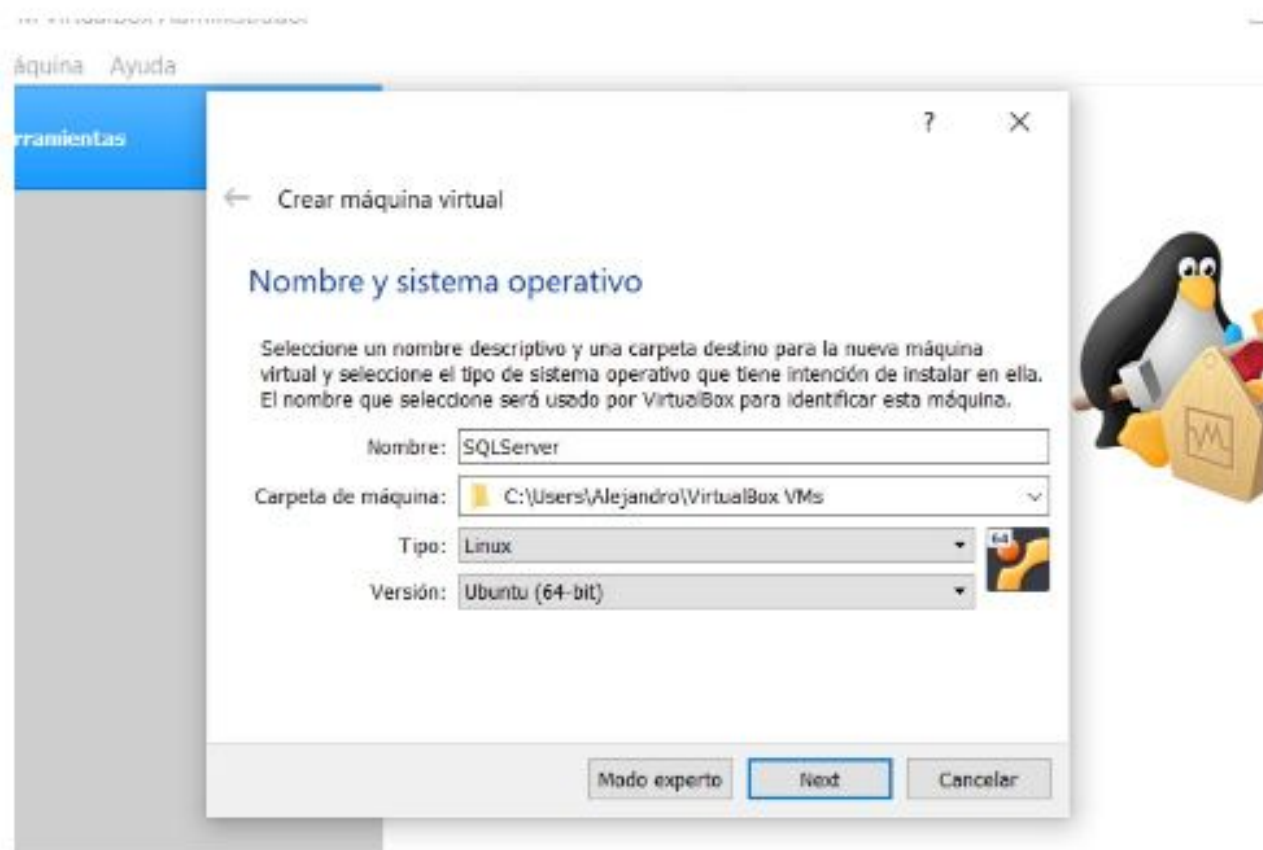 áquina Ayuda
rramientas
?
Crear máquina virtual
Nombre y sistema operativo
Seleccione un nombre descriptivo y una carpeta destino para la nueva máquina
virtual y seleccione el tipo de sistema operativo que tiene intención de instalar en ella.
El nombre que seleccione será usado por VirtualBox para identificar esta máquina.
Nombre: SQLServer
Carpeta de máquina: C:\Users\Alejandro\VirtualBox VMs
Tipo: Linux
64
Versión: Ubuntu (64-bit)
Modo experto Next Cancelar